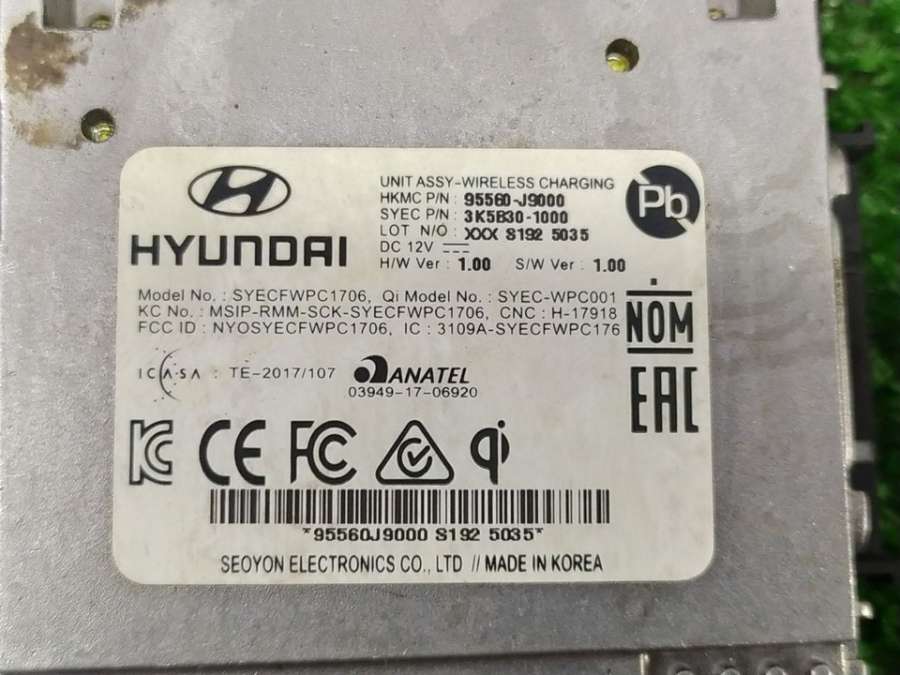 HYUNDAI
UNIT ASSY-WIRELESS CHARGING
HKMC P/N : 95560-J9000
SYEC P/N : 3K5B30-1000
LOT N/O : XXX S192 5035
DC 12V
H/W Ver : 1.00 S/W Ver : 1.00
Pb
Model No. : SYECFWPC1706, Qi Model No. : SYEC-WPC001
KC No. : MSIP-RMM-SCK-SYECFWPC1706, CNC : H-17918
FCC ID : NYOSYECFWPC1706, IC : 3109A-SYECFWPC176
NOM
ICASA : TE-2017/107 ANATEL
03949-17-06920
EAC
KC CE FC qi
*95560J9000 S192 5035*
SEOYON ELECTRONICS CO., LTD // MADE IN KOREA